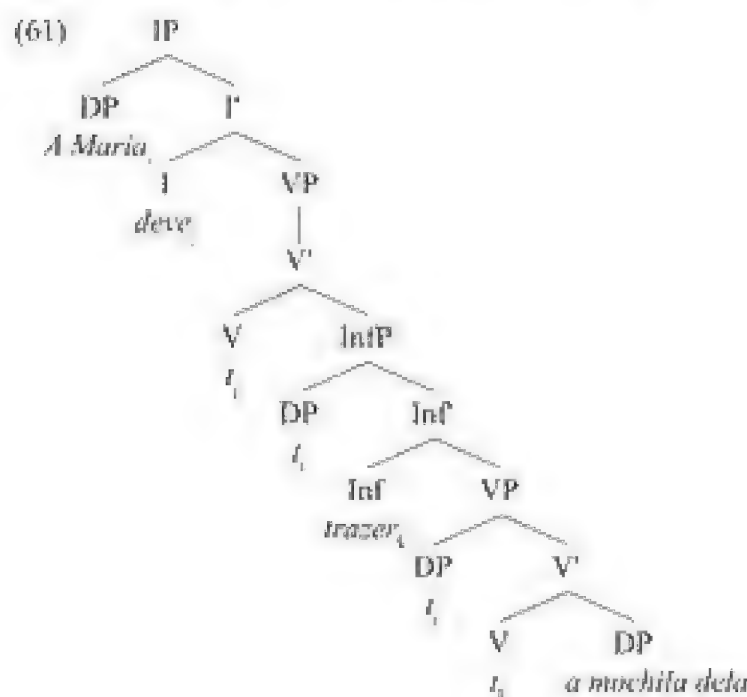 (61) IP
DP I'
A Maria
I VP
deve
V'
V InfP
t
DP Inf'
t
Inf VP
trazer
DP V'
t
V DP
t a mochila dela